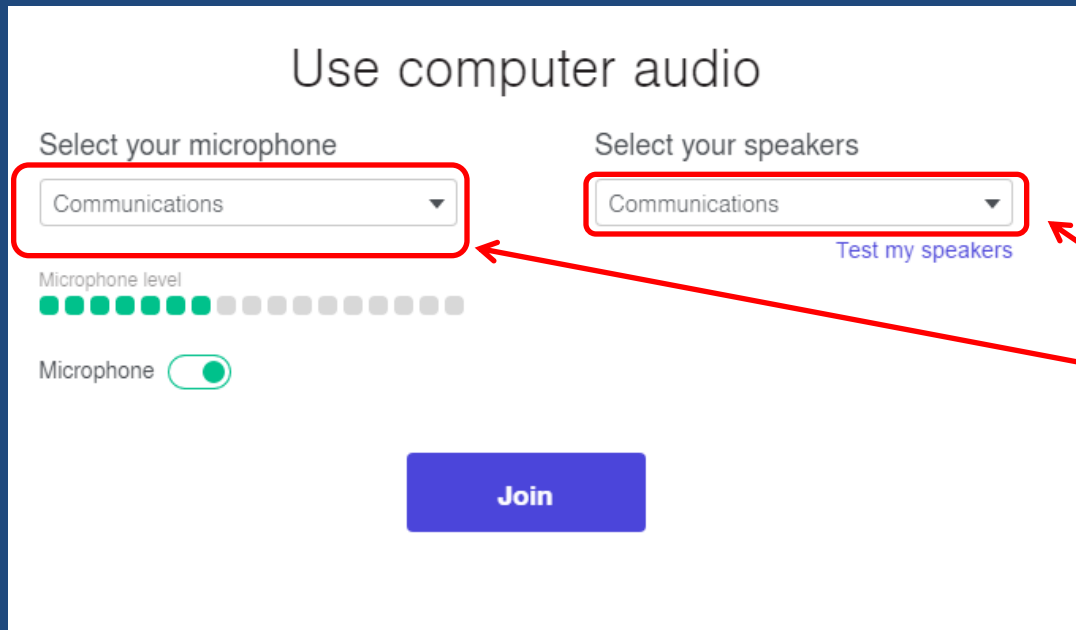 Use computer audio
Select your microphone
Communications
Microphone level
Microphone
Select your speakers
Communications
Test my speakers
Join